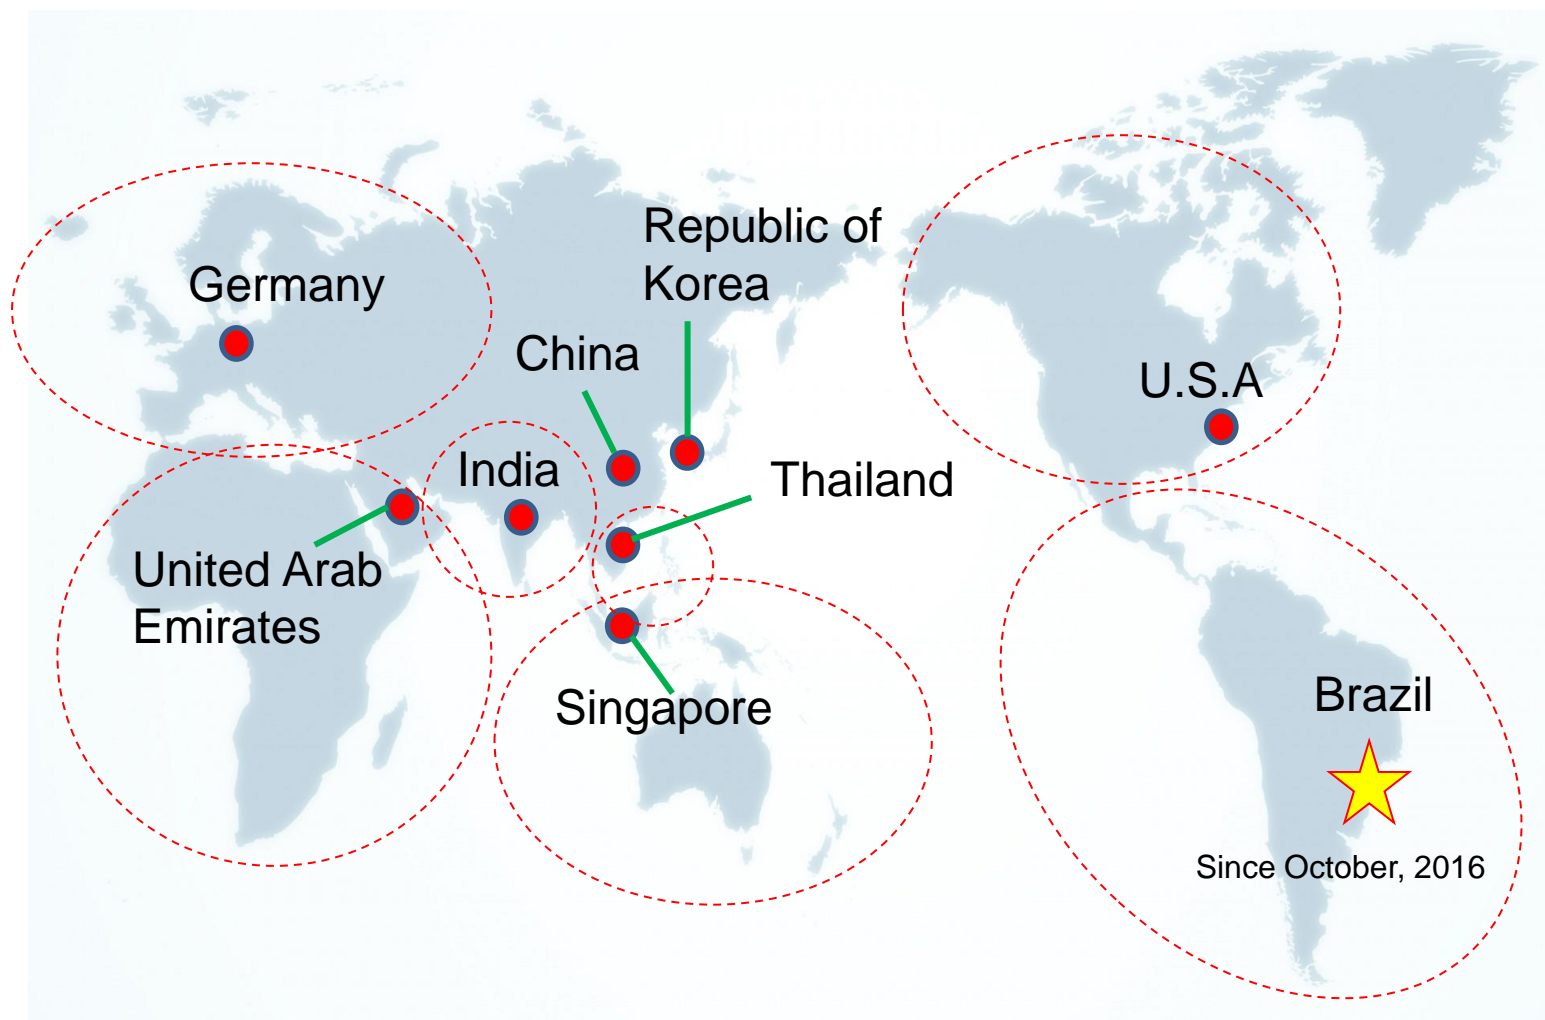 Republic of
Korea
Germany
China
U.S.A
India
Thailand
United Arab
Emirates
Singapore
Brazil
Since October, 2016